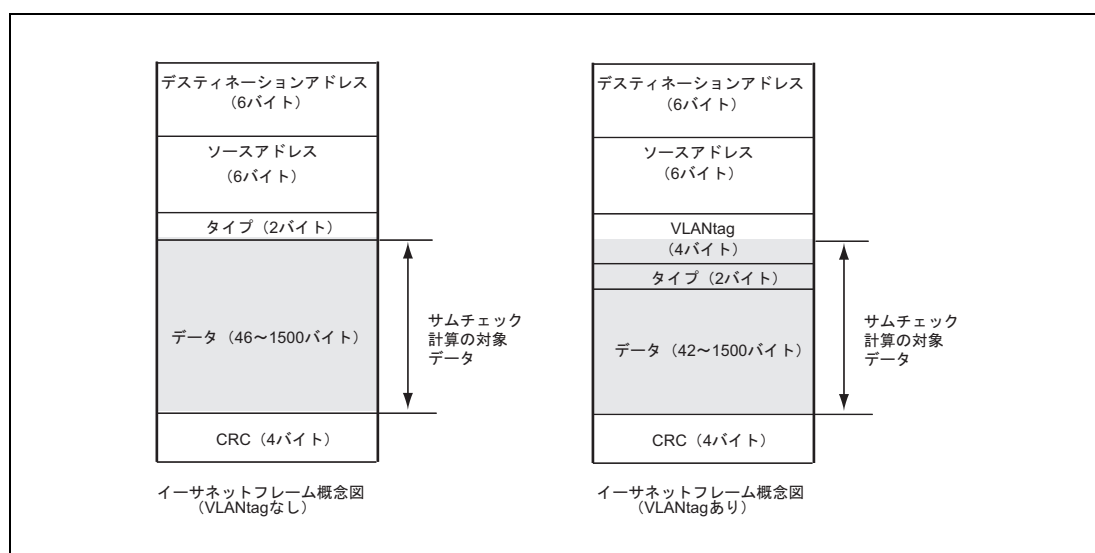 デスティネーションアドレス
（6バイト）
ソースアドレス
（6バイト）
タイプ（2バイト）
データ（46～1500バイト）
CRC（4バイト）
サムチェック
計算の対象
データ
イーサネットフレーム概念図
（VLANtagなし）
デスティネーションアドレス
（6バイト）
ソースアドレス
（6バイト）
VLANtag
（4バイト）
タイプ（2バイト）
データ（42～1500バイト）
CRC（4バイト）
サムチェック
計算の対象
データ
イーサネットフレーム概念図
（VLANtagあり）